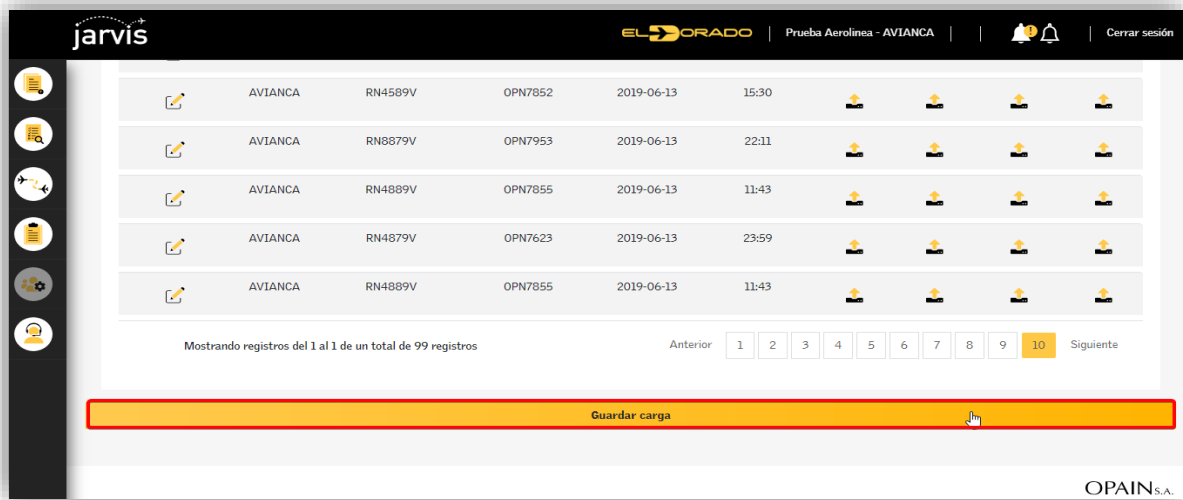 jarvis
EL DORADO | Prueba Aerolinea - AVIANCA | | | Cerrar sesión
AVIANCA RN4589V OPN7852 2019-06-13 15:30
AVIANCA RN8879V OPN7953 2019-06-13 22:11
AVIANCA RN4889V OPN7855 2019-06-13 11:43
AVIANCA RN4879V OPN7623 2019-06-13 23:59
AVIANCA RN4889V OPN7855 2019-06-13 11:43
Mostrando registros del 1 al 1 de un total de 99 registros Anterior 1 2 3 4 5 6 7 8 9 10 Siguiente
Guardar carga
OPAIN S.A.